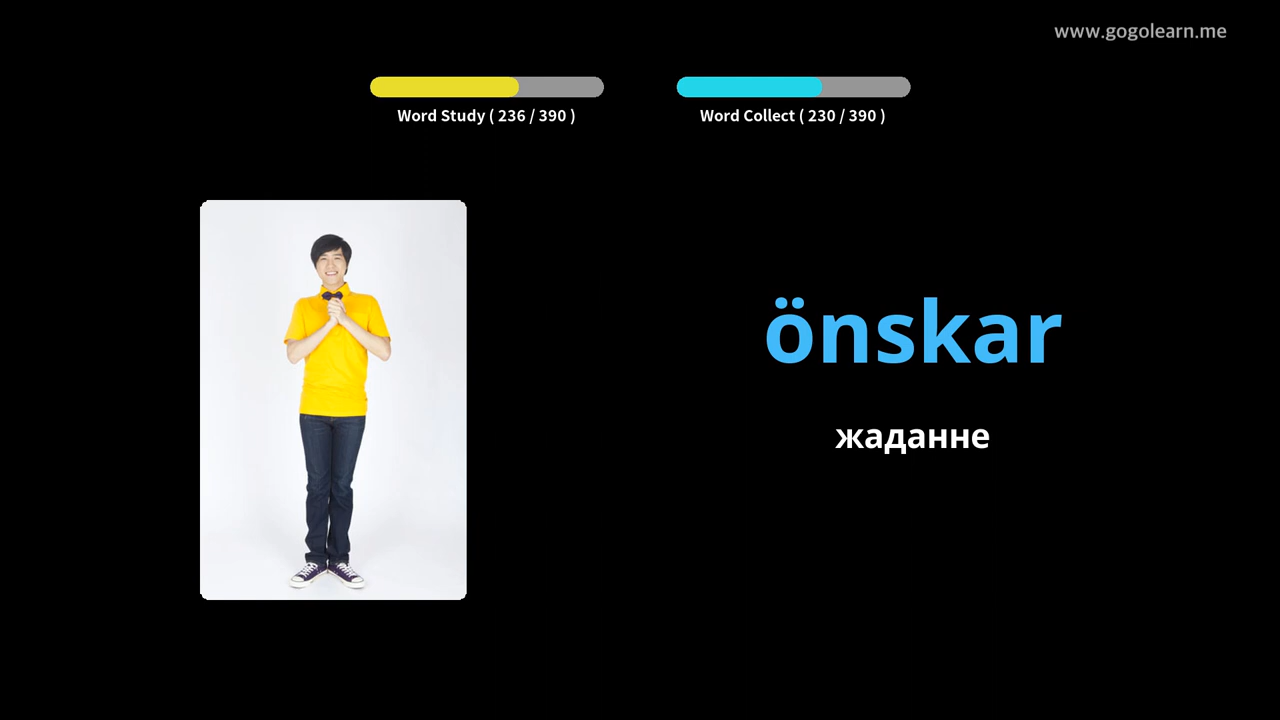 www.gogolearn.me
Word Study ( 236 / 390 )
Word Collect ( 230 / 390 )
önskar
жаданне